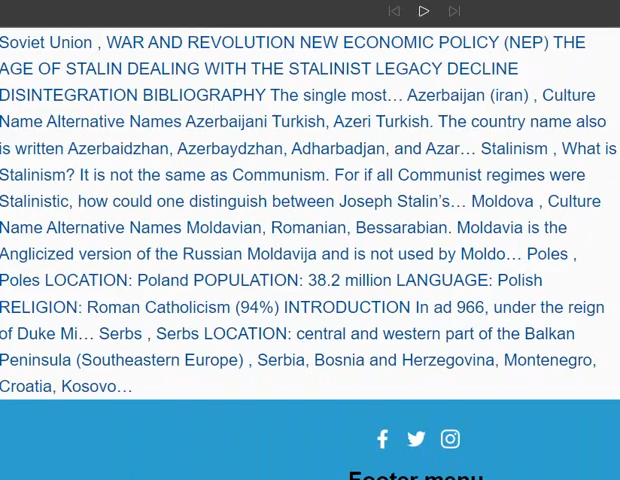 Soviet Union , WAR AND REVOLUTION NEW ECONOMIC POLICY (NEP) THE
AGE OF STALIN DEALING WITH THE STALINIST LEGACY DECLINE
DISINTEGRATION BIBLIOGRAPHY The single most… Azerbaijan (iran) , Culture
Name Alternative Names Azerbaijani Turkish, Azeri Turkish. The country name also
is written Azerbaidzhan, Azerbaydzhan, Adharbadjan, and Azar… Stalinism , What is
Stalinism? It is not the same as Communism. For if all Communist regimes were
Stalinistic, how could one distinguish between Joseph Stalin’s… Moldova , Culture
Name Alternative Names Moldavian, Romanian, Bessarabian. Moldavia is the
Anglicized version of the Russian Moldavija and is not used by Moldo… Poles ,
Poles LOCATION: Poland POPULATION: 38.2 million LANGUAGE: Polish
RELIGION: Roman Catholicism (94%) INTRODUCTION In ad 966, under the reign
of Duke Mi… Serbs , Serbs LOCATION: central and western part of the Balkan
Peninsula (Southeastern Europe) , Serbia, Bosnia and Herzegovina, Montenegro,
Croatia, Kosovo…
Footer menu